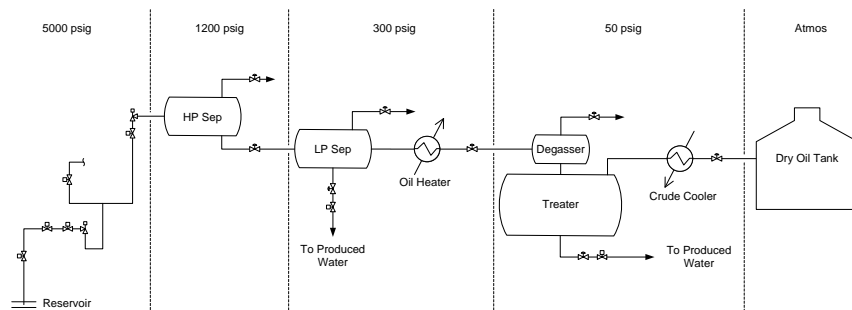 5000 psig
1200 psig
300 psig
50 psig
Atmos
HP Sep
LP Sep
Oil Heater
Degasser
Treater
Crude Cooler
Dry Oil Tank
To Produced
Water
To Produced
Water
Reservoir